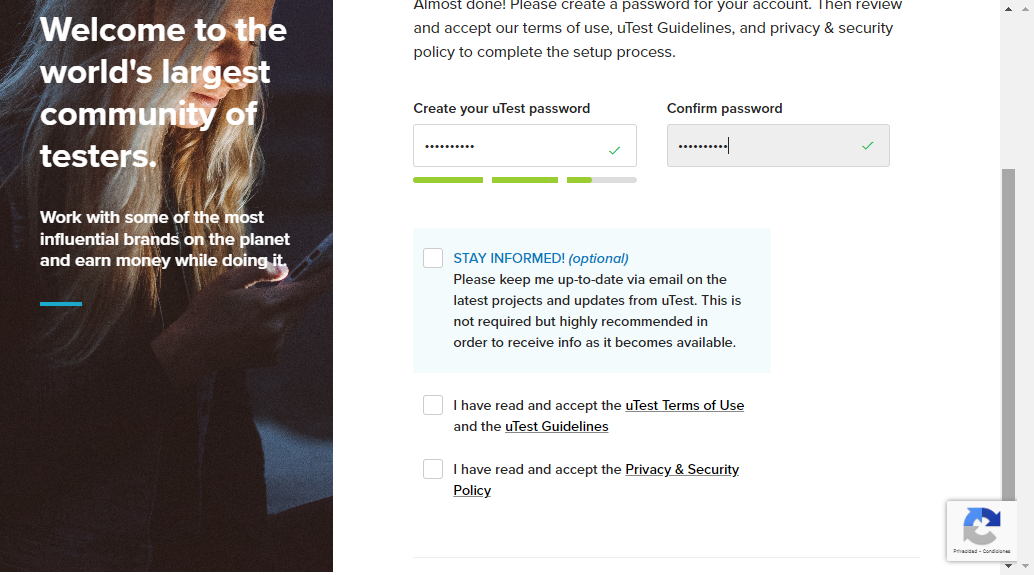 Welcome to the
world's largest
community of
testers.
Work with some of the most
influential brands on the planet
and earn money while doing it.
Almost done! Please create a password for your account. Then review
and accept our terms of use, uTest Guidelines, and privacy & security
policy to complete the setup process.
Create your uTest password
Confirm password
STAY INFORMED! (optional)
Please keep me up-to-date via email on the
latest projects and updates from uTest. This is
not required but highly recommended in
order to receive info as it becomes available.
I have read and accept the uTest Terms of Use
and the uTest Guidelines
I have read and accept the Privacy & Security
Policy
Privacidad - Condiciones